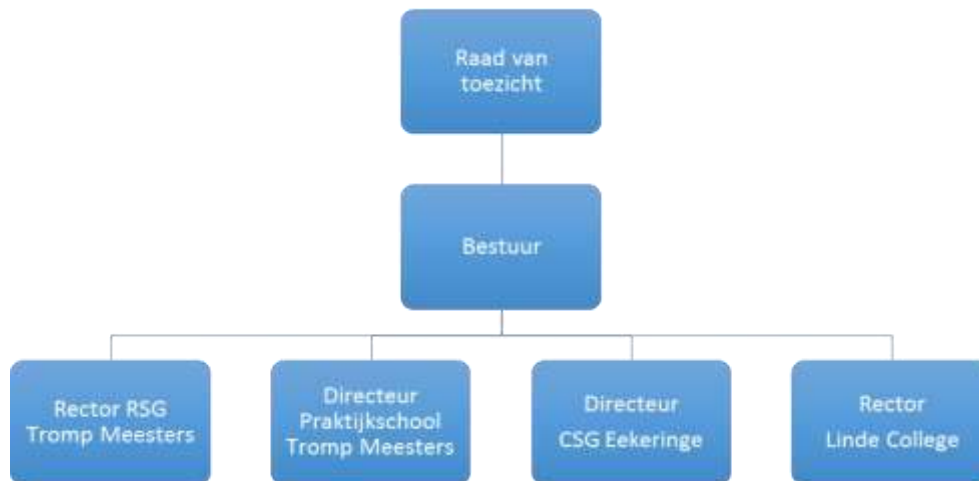 Raad van
toezicht
Bestuur
Rector RSG
Tromp Meesters
Directeur
Praktijkschool
Tromp Meesters
Directeur
CSG Eekeringe
Rector
Linde College